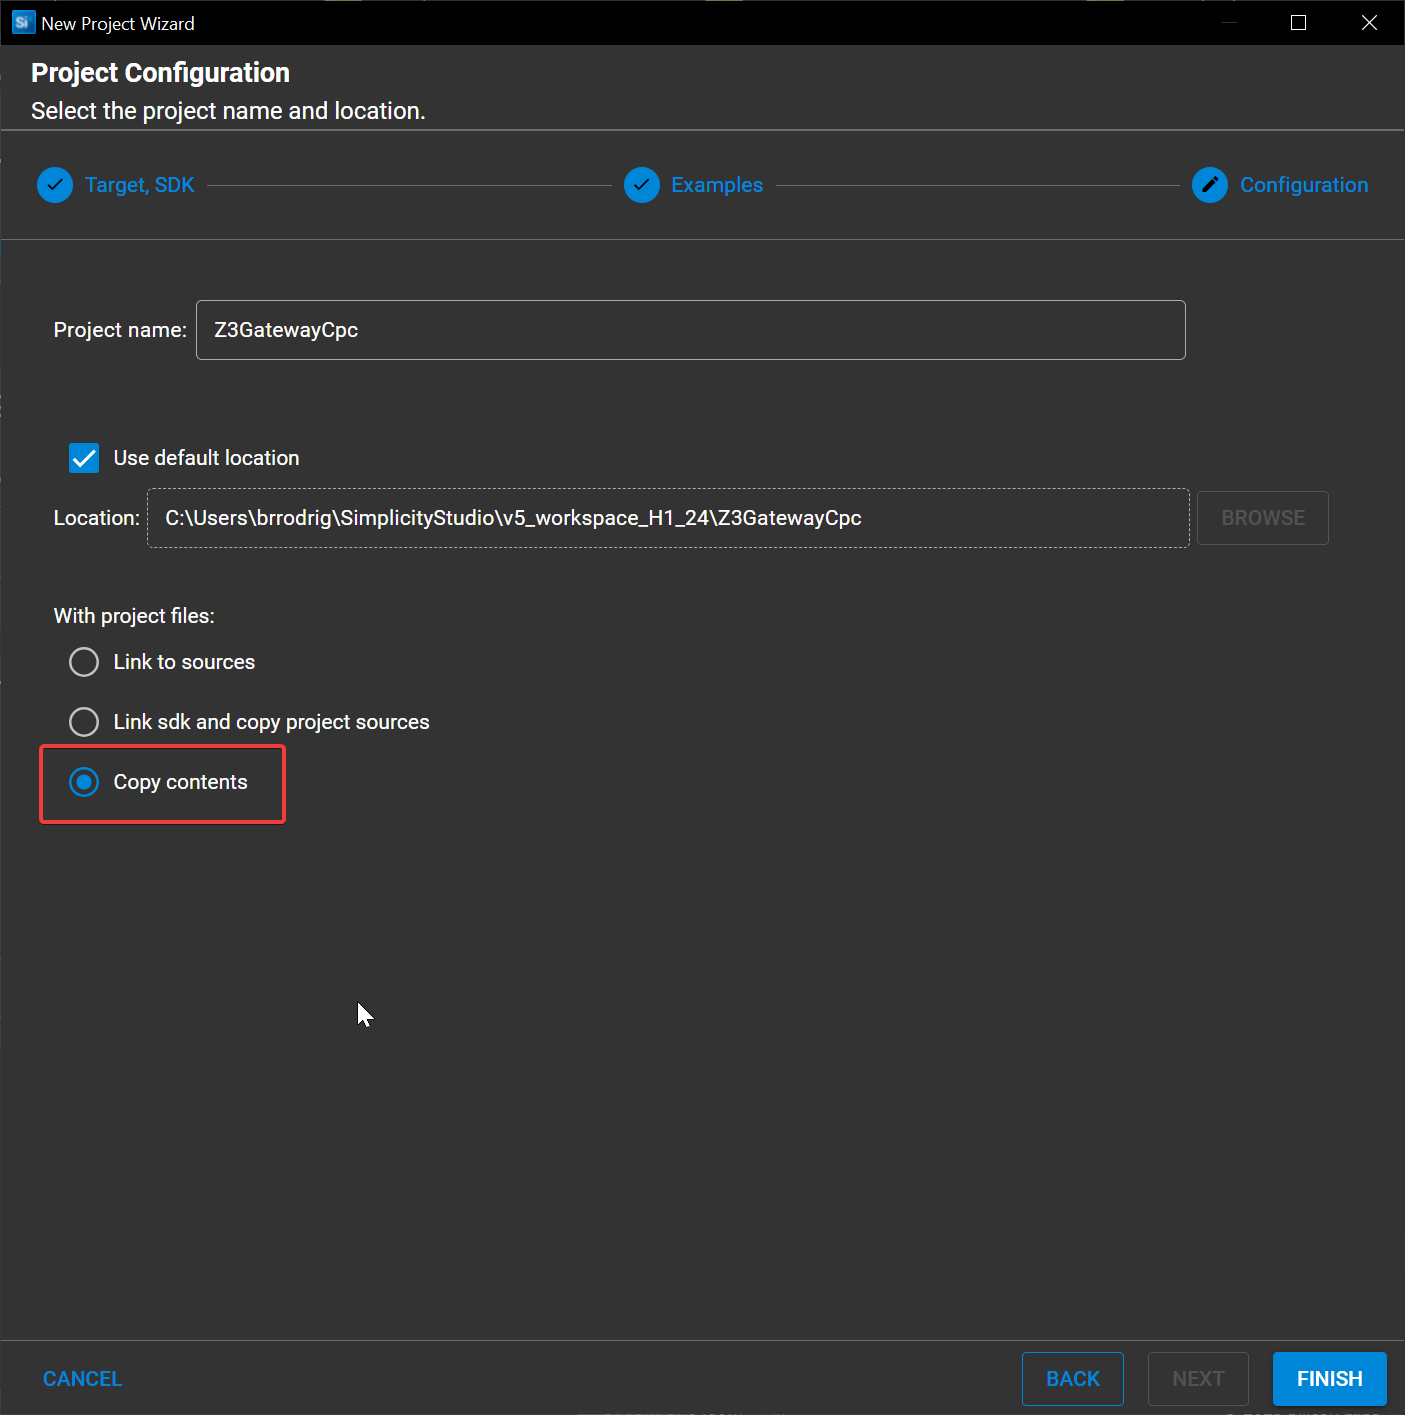 Si New Project Wizard
Project Configuration
Select the project name and location.
Target, SDK
Examples
Configuration
Project name: Z3GatewayCpc
Use default location
Location: C:\Users\brrodrig\SimplicityStudio\v5_workspace_H1_24\Z3GatewayCpc BROWSE
With project files:
Link to sources
Link sdk and copy project sources
Copy contents
CANCEL BACK NEXT FINISH